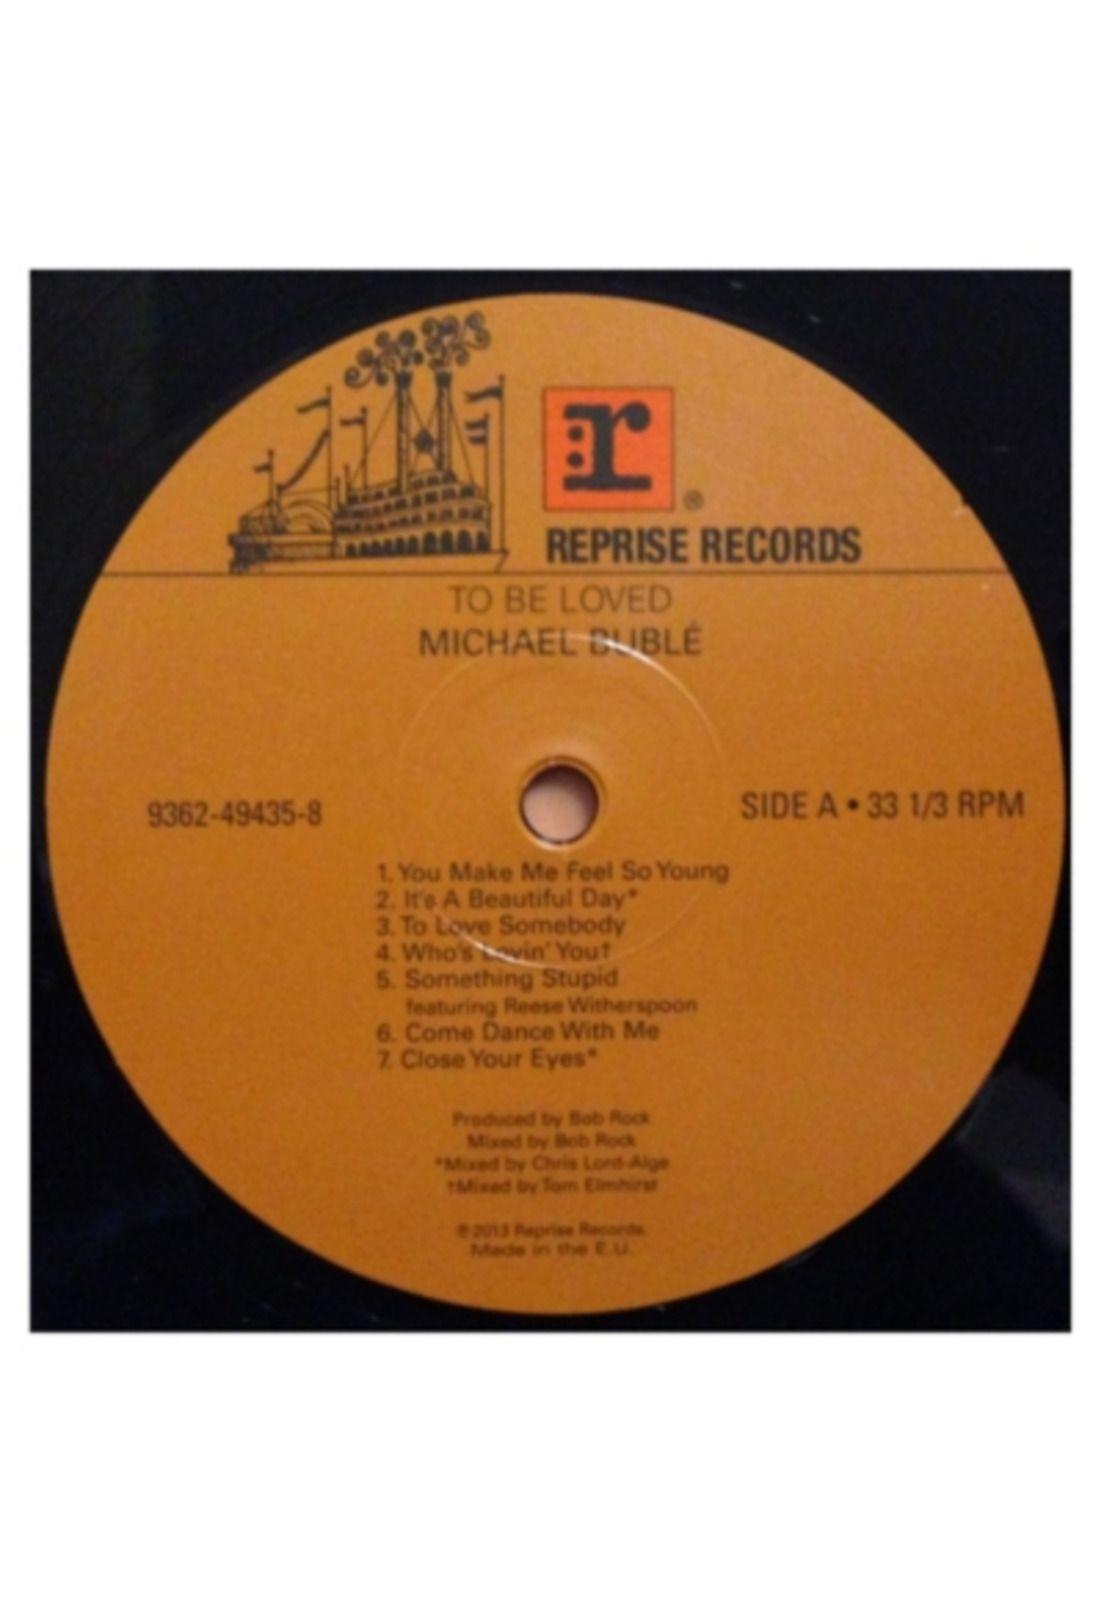 r
®
REPRISE RECORDS
TO BE LOVED
MICHAEL BUBLÉ
9362-49435-8
SIDE A • 33 1/3 RPM
1. You Make Me Feel So Young
2. It's A Beautiful Day*
3. To Love Somebody
4. Who's Lovin' You†
5. Something Stupid
featuring Reese Witherspoon
6. Come Dance With Me
7. Close Your Eyes*
Produced by Bob Rock
Mixed by Bob Rock
*Mixed by Chris Lord-Alge
†Mixed by Tom Elmhirst
℗ 2013 Reprise Records.
Made in the E.U.